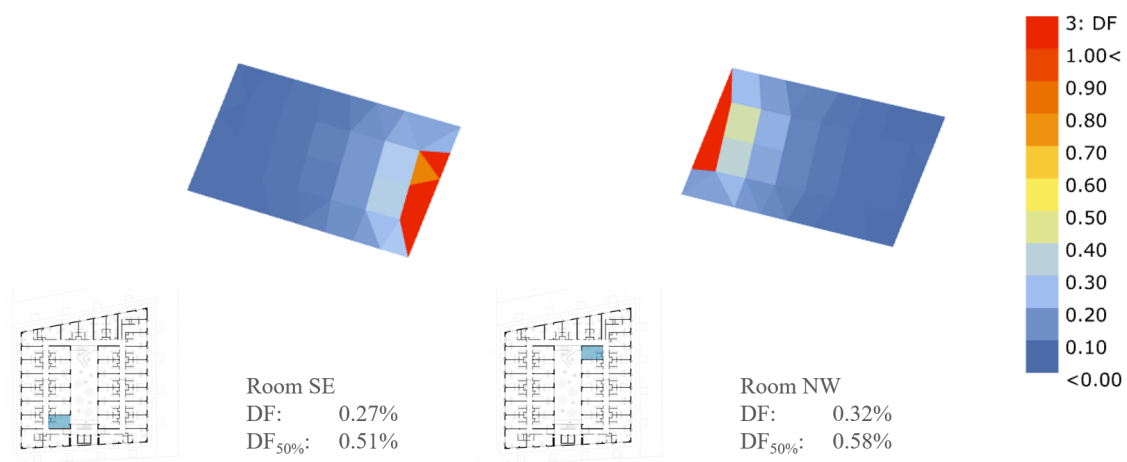 3: DF
1.00<
0.90
0.80
0.70
0.60
0.50
0.40
0.30
0.20
0.10
<0.00
Room SE
DF: 0.27%
DF50%: 0.51%
Room NW
DF: 0.32%
DF50%: 0.58%